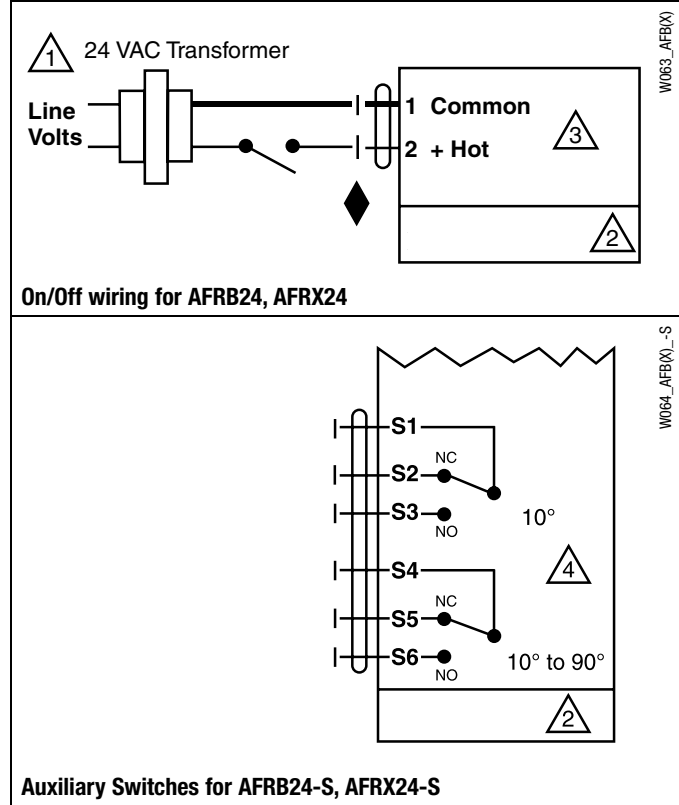 1 24 VAC Transformer
W063_AFB(X)
Line
Volts
1 Common
2 + Hot
3
2
On/Off wiring for AFRB24, AFRX24
W064_AFB(X)_-S
S1
NC
S2
S3
NO
10°
S4
4
NC
S5
S6
NO
10° to 90°
2
Auxiliary Switches for AFRB24-S, AFRX24-S